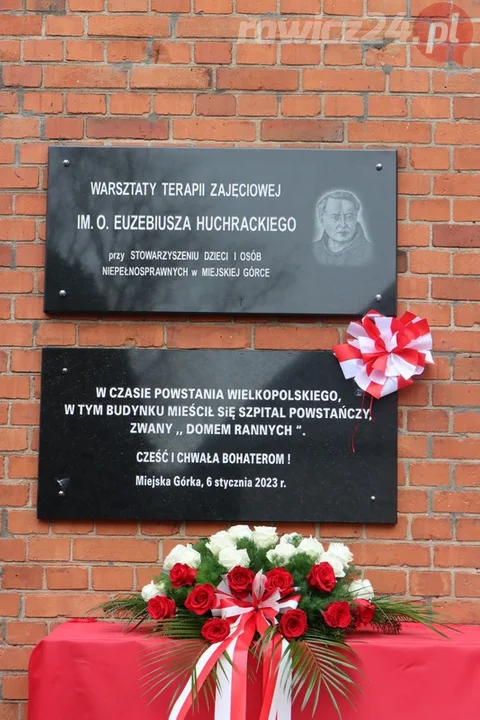 rowicz24.pl
WARSZTATY TERAPII ZAJĘCIOWEJ
IM. O. EUZEBIUSZA HUCHRACKIEGO
przy STOWARZYSZENIU DZIECI I OSÓB
NIEPEŁNOSPRAWNYCH w MIEJSKIEJ GÓRCE
W CZASIE POWSTANIA WIELKOPOLSKIEGO,
W TYM BUDYNKU MIEŚCIŁ SiĘ SZPITAL POWSTAŃCZY,
ZWANY ,, DOMEM RANNYCH “.
CZEŚĆ I CHWAŁA BOHATEROM !
Miejska Górka, 6 stycznia 2023 r.